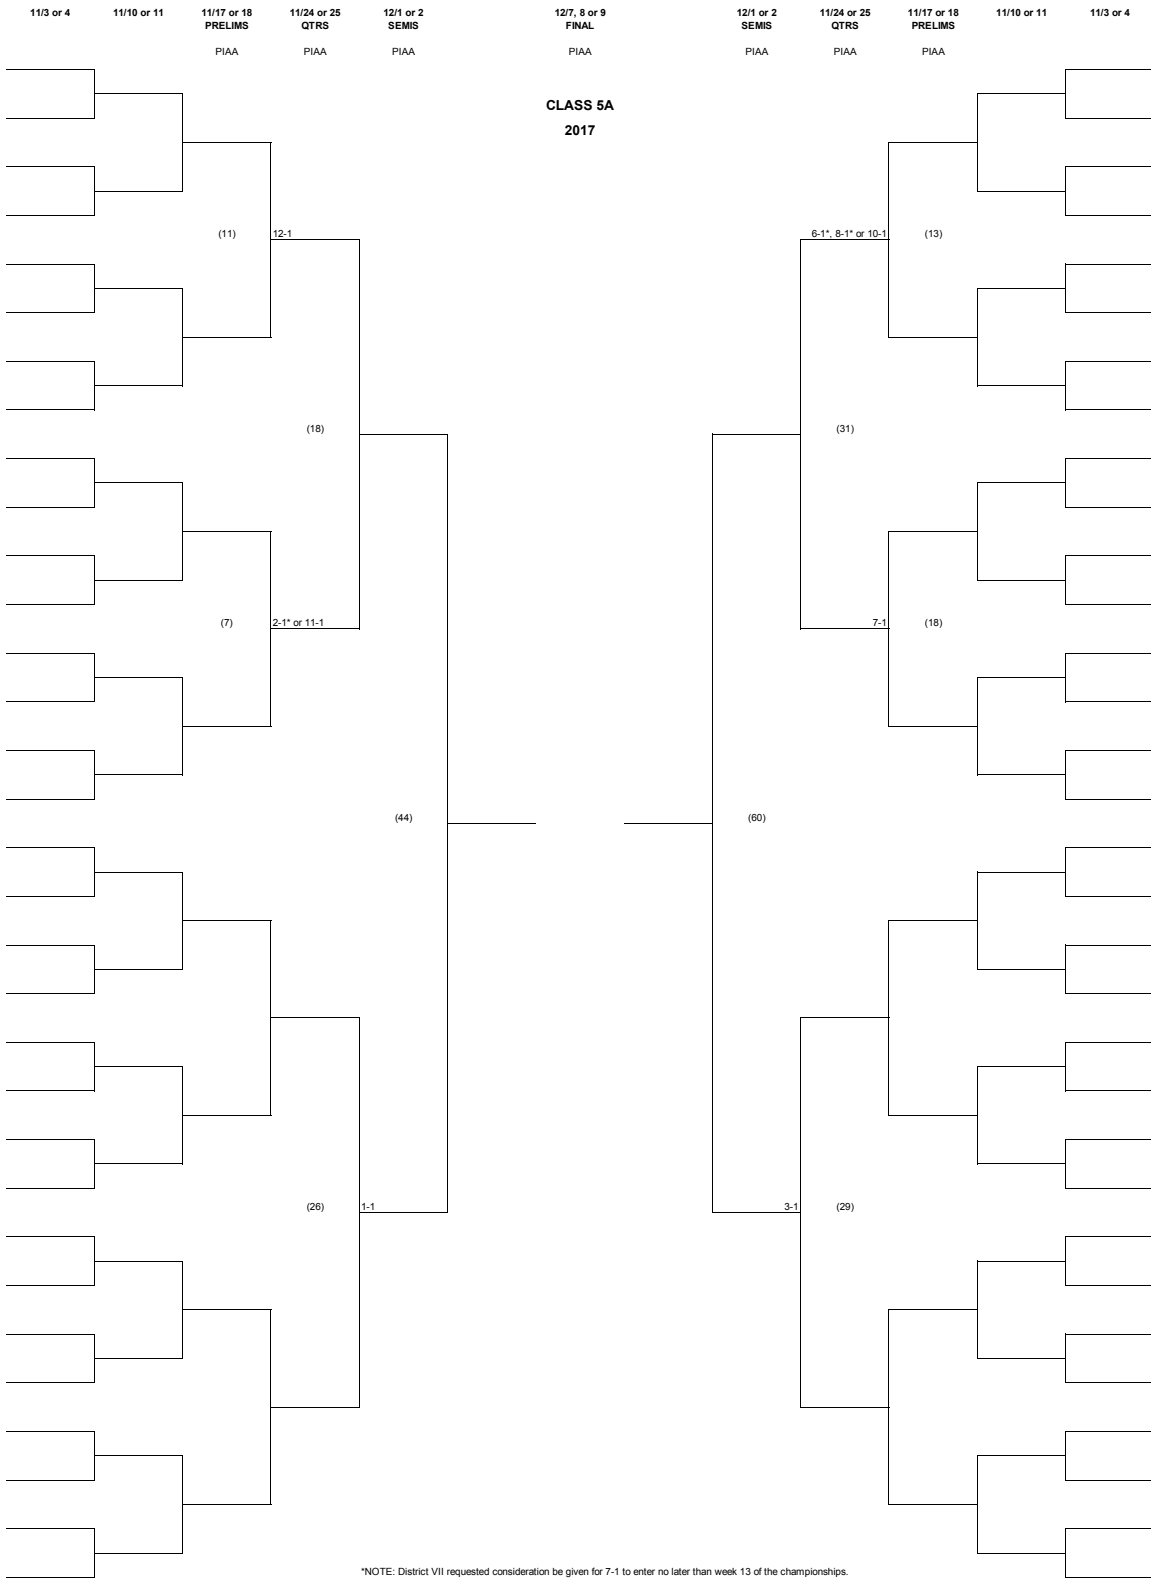 11/3 or 4 11/10 or 11 11/17 or 18 11/24 or 25 12/1 or 2 12/7, 8 or 9 12/1 or 2 11/24 or 25 11/17 or 18 11/10 or 11 11/3 or 4
PRELIMS QTRS SEMIS FINAL SEMIS QTRS PRELIMS
PIAA PIAA PIAA PIAA PIAA PIAA PIAA
CLASS 5A
2017
(11) 12-1 6-1*, 8-1* or 10-1 (13)
(18) (31)
(7) 2-1* or 11-1 7-1 (18)
(44) (60)
(26) 1-1 3-1 (29)
*NOTE: District VII requested consideration be given for 7-1 to enter no later than week 13 of the championships.